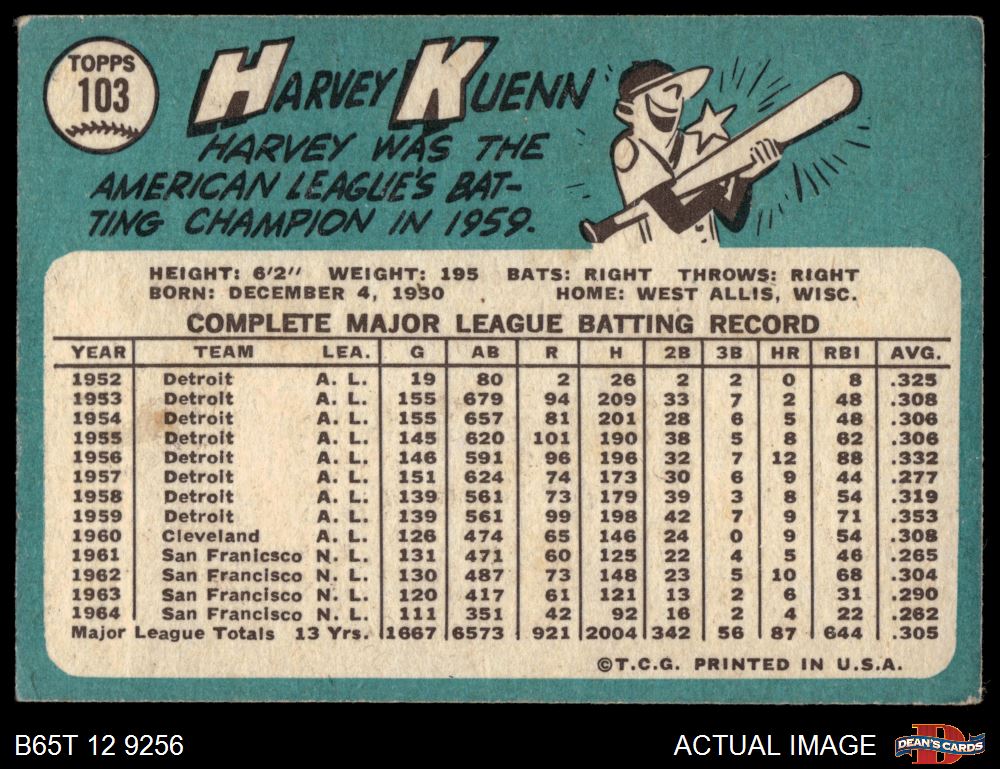 TOPPS
103
HARVEY KUENN
HARVEY WAS THE
AMERICAN LEAGUE'S BAT-
TING CHAMPION IN 1959.
HEIGHT: 6'2" WEIGHT: 195 BATS: RIGHT THROWS: RIGHT
BORN: DECEMBER 4, 1930 HOME: WEST ALLIS, WISC.
COMPLETE MAJOR LEAGUE BATTING RECORD
YEAR TEAM LEA. G AB R H 2B 3B HR RBI AVG.
1952 Detroit A. L. 19 80 2 26 2 2 0 8 .325
1953 Detroit A. L. 155 679 94 209 33 7 2 48 .308
1954 Detroit A. L. 155 657 81 201 28 6 5 48 .306
1955 Detroit A. L. 145 620 101 190 38 5 8 62 .306
1956 Detroit A. L. 146 591 96 196 32 7 12 88 .332
1957 Detroit A. L. 151 624 74 173 30 6 9 44 .277
1958 Detroit A. L. 139 561 73 179 39 3 8 54 .319
1959 Detroit A. L. 139 561 99 198 42 7 9 71 .353
1960 Cleveland A. L. 126 474 65 146 24 0 9 54 .308
1961 San Franicsco N. L. 131 471 60 125 22 4 5 46 .265
1962 San Francisco N. L. 130 487 73 148 23 5 10 68 .304
1963 San Francisco N. L. 120 417 61 121 13 2 6 31 .290
1964 San Francisco N. L. 111 351 42 92 16 2 4 22 .262
Major League Totals 13 Yrs. 1667 6573 921 2004 342 56 87 644 .305
©T.C.G. PRINTED IN U.S.A.
B65T 12 9256 ACTUAL IMAGE DEAN'S CARDS